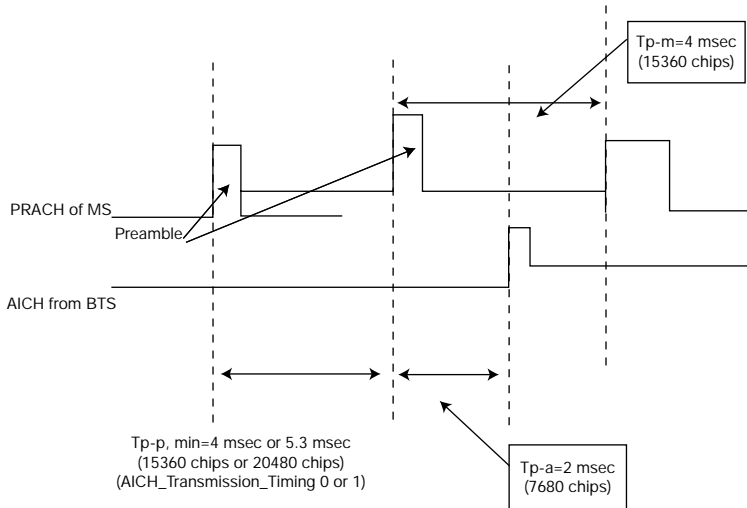 Tp-m=4 msec
(15360 chips)
PRACH of MS
Preamble
AICH from BTS
Tp-p, min=4 msec or 5.3 msec
(15360 chips or 20480 chips)
(AICH_Transmission_Timing 0 or 1)
Tp-a=2 msec
(7680 chips)